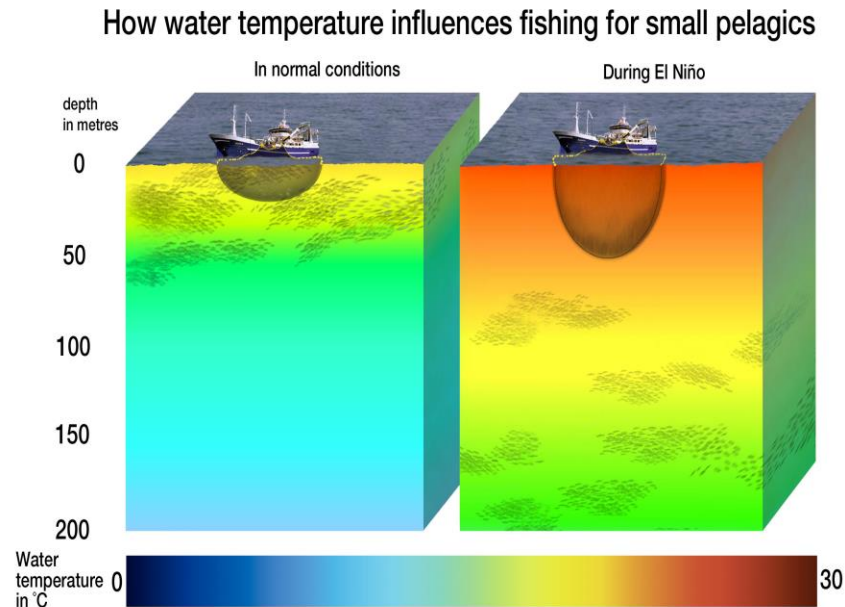 How water temperature influences fishing for small pelagics
In normal conditions
During El Niño
depth
in metres
0
50
100
150
200
Water
temperature
in °C
0
30